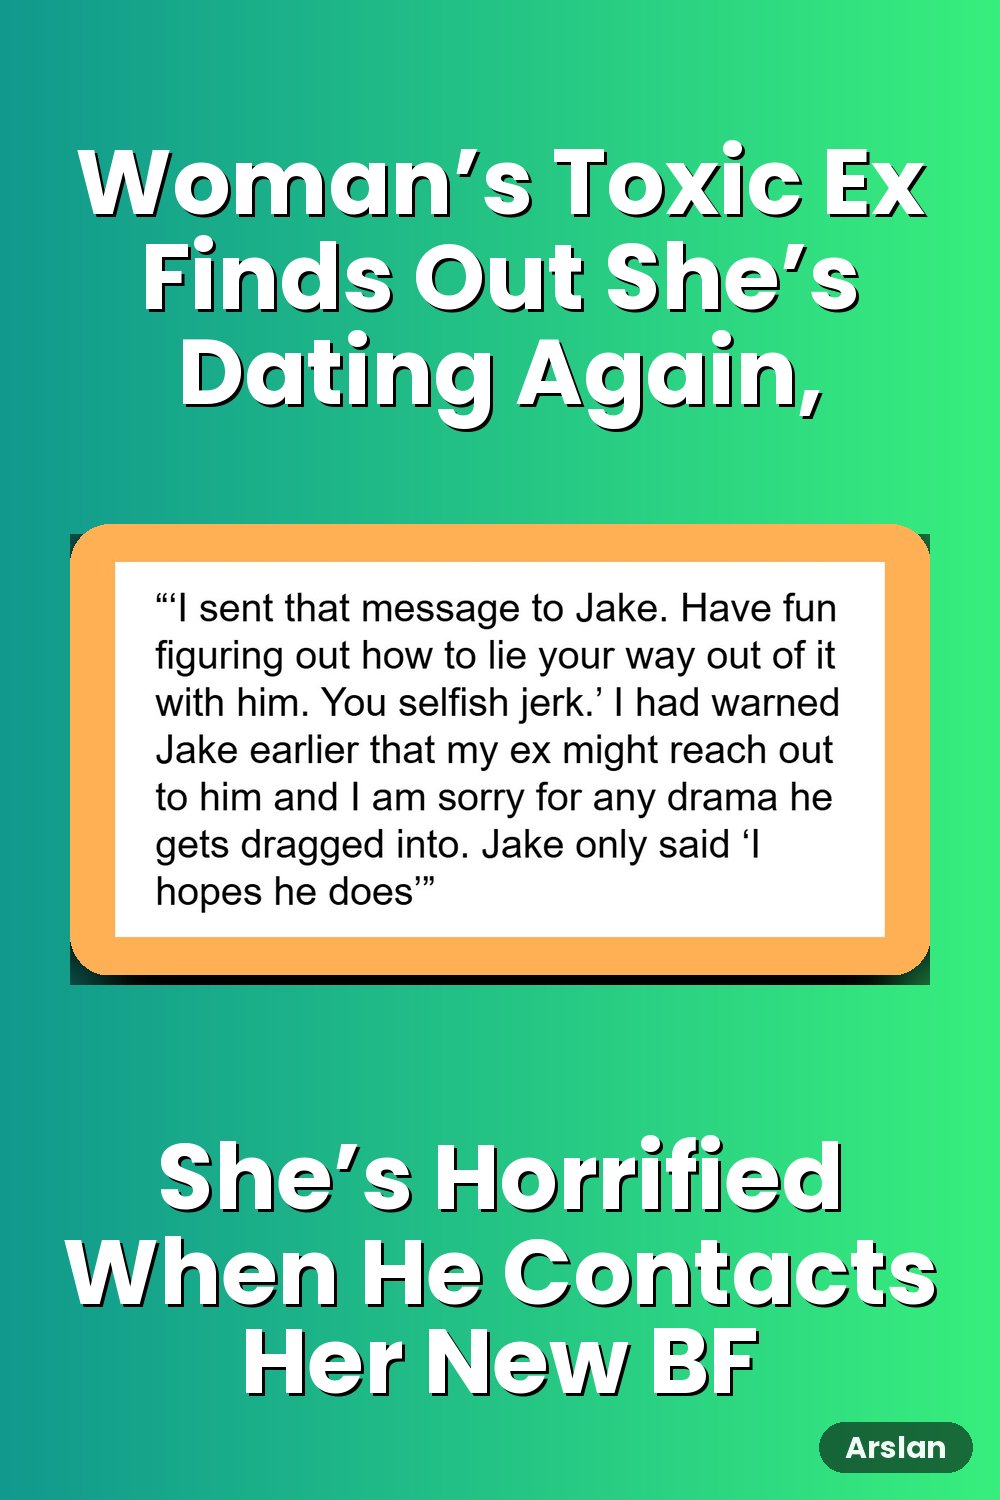 Woman’s Toxic Ex
Finds Out She’s
Dating Again,
“‘I sent that message to Jake. Have fun
figuring out how to lie your way out of it
with him. You selfish jerk.’ I had warned
Jake earlier that my ex might reach out
to him and I am sorry for any drama he
gets dragged into. Jake only said ‘I
hopes he does’”
She’s Horrified
When He Contacts
Her New BF
Arslan